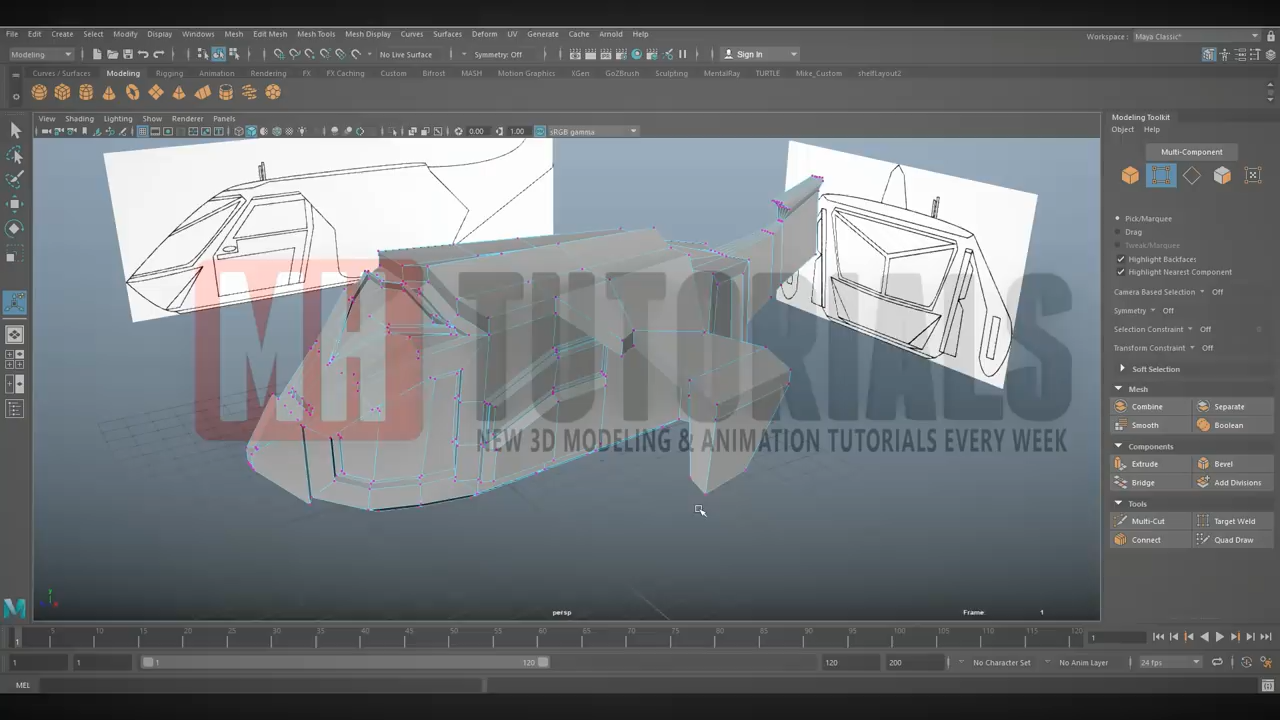 File Edit Create Select Modify Display Windows Mesh Edit Mesh Mesh Tools Mesh Display Curves Surfaces Deform UV Generate Cache Arnold Help
Workspace: Maya Classic*
Modeling No Live Surface Symmetry: Off Sign In
Curves / Surfaces Modeling Rigging Animation Rendering FX FX Caching Custom Bifrost MASH Motion Graphics XGen GoZBrush Sculpting MentalRay TURTLE Mike_Custom shelfLayout2
View Shading Lighting Show Renderer Panels
0.00 1.00 sRGB gamma
Modeling Toolkit
Object Help
Multi-Component
Pick/Marquee
Drag
Tweak/Marquee
Highlight Backfaces
Highlight Nearest Component
Camera Based Selection Off
Symmetry Off
Selection Constraint Off
Transform Constraint Off
Soft Selection
Mesh
Combine Separate
Smooth Boolean
Components
Extrude Bevel
Bridge Add Divisions
Tools
Multi-Cut Target Weld
Connect Quad Draw
MH TUTORIALS
NEW 3D MODELING & ANIMATION TUTORIALS EVERY WEEK
persp
Frame: 1
5 10 15 20 25 30 35 40 45 50 55 60 65 70 75 80 85 90 95 100 105 110 115 120
1 1
1 1 1 120 120 200 No Character Set No Anim Layer 24 fps
MEL